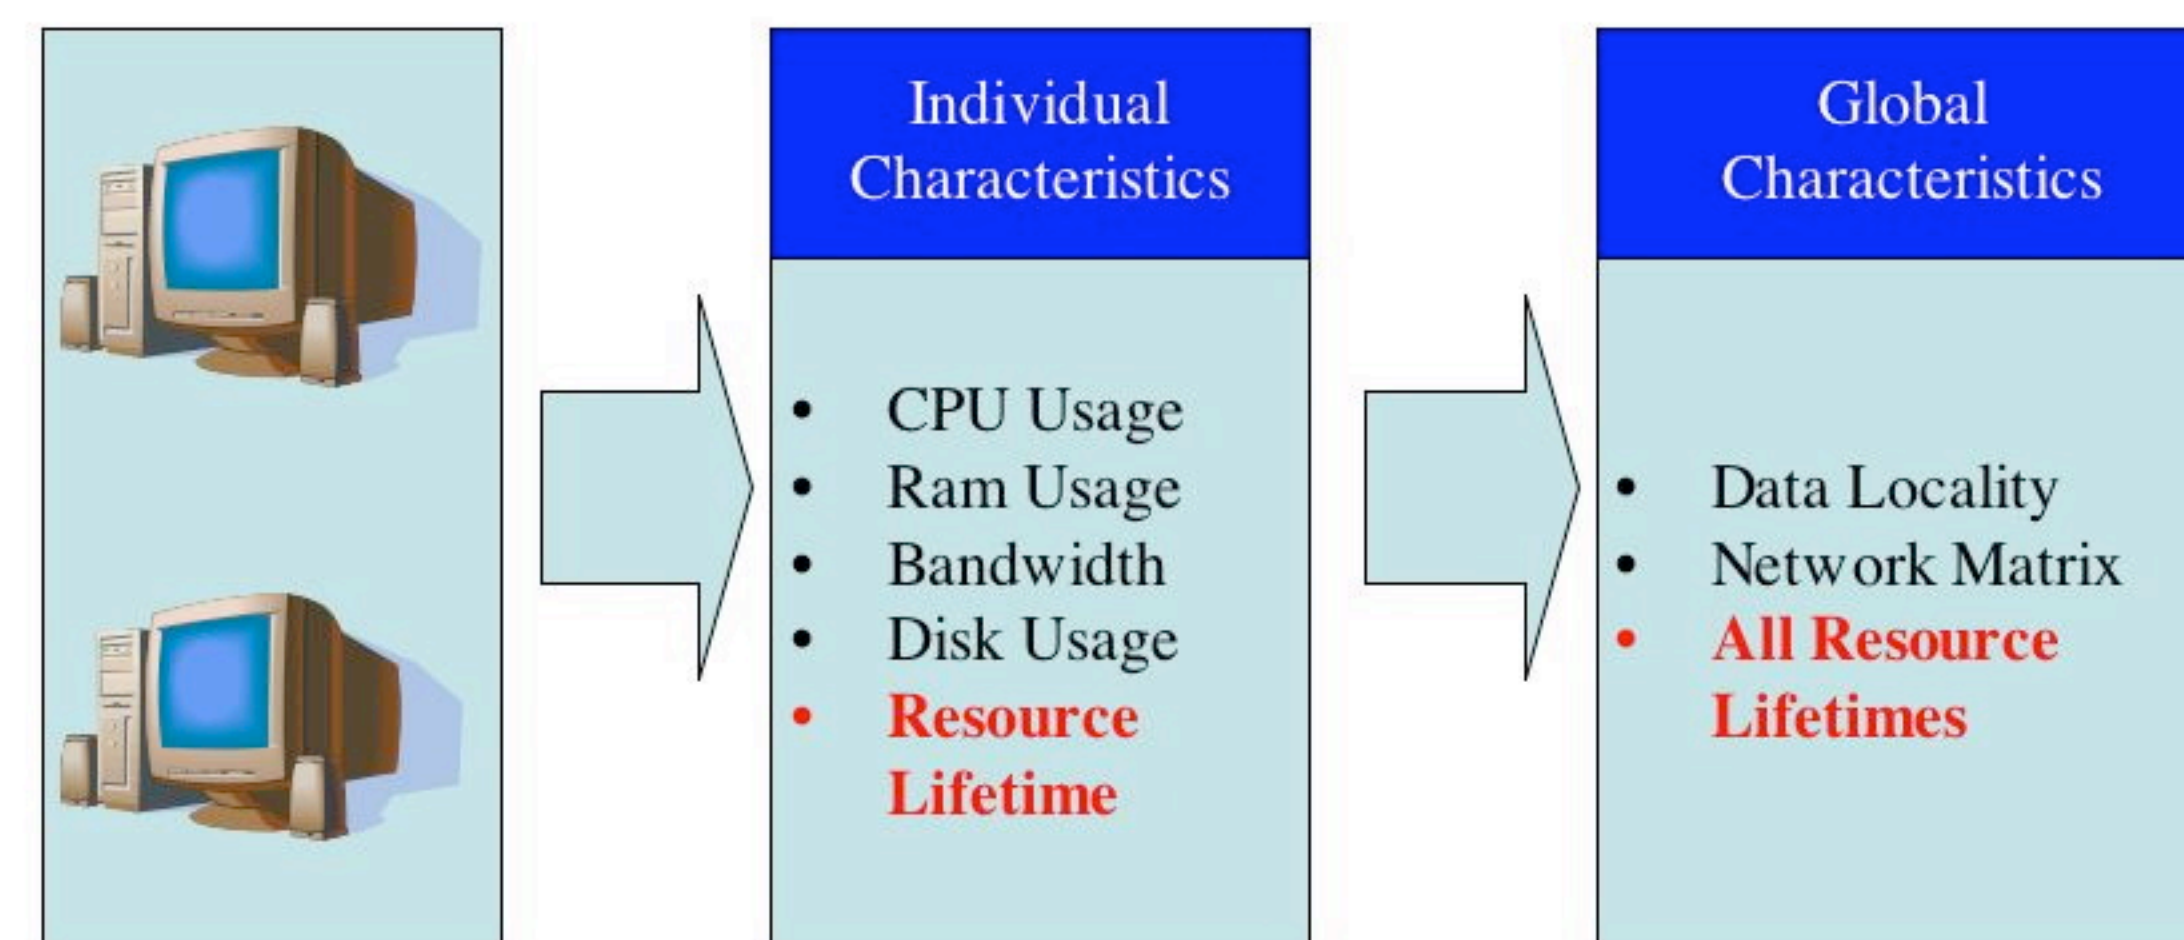 Individual
Characteristics
• CPU Usage
• Ram Usage
• Bandwidth
• Disk Usage
• Resource
Lifetime
Global
Characteristics
• Data Locality
• Network Matrix
• All Resource
Lifetimes